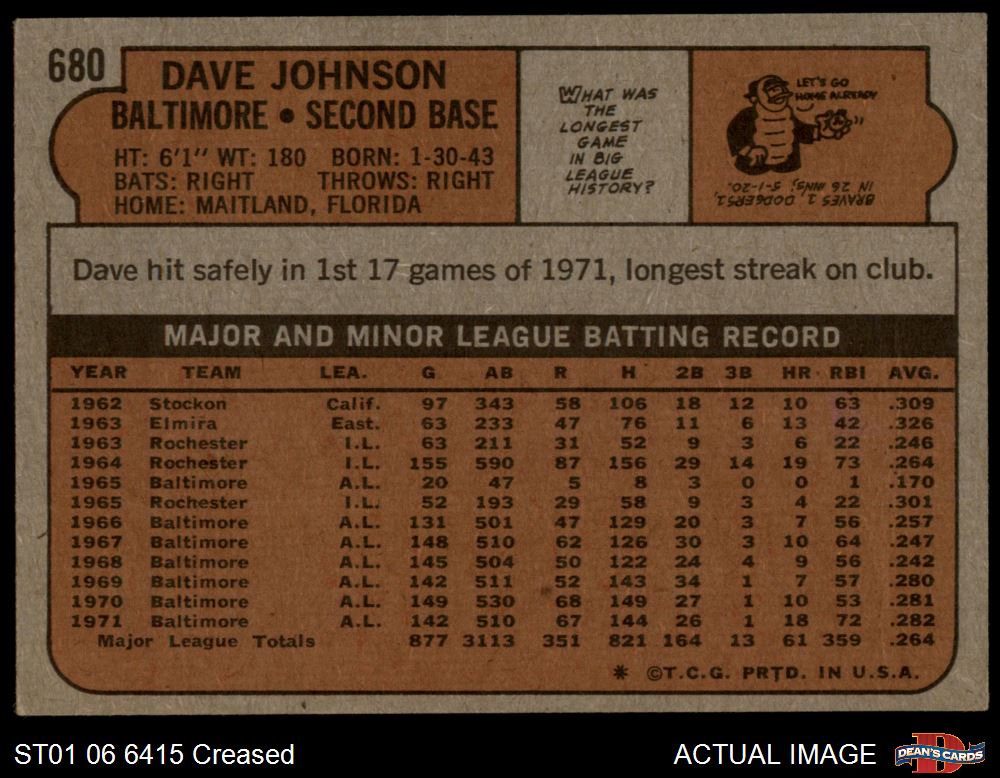 680
DAVE JOHNSON
BALTIMORE • SECOND BASE
HT: 6'1" WT: 180 BORN: 1-30-43
BATS: RIGHT THROWS: RIGHT
HOME: MAITLAND, FLORIDA
WHAT WAS
THE
LONGEST
GAME
IN BIG
LEAGUE
HISTORY?
LET'S GO
HOME ALREADY
BRAVES 1, DODGERS 1
IN 26 INNS; 5-1-20.
Dave hit safely in 1st 17 games of 1971, longest streak on club.
MAJOR AND MINOR LEAGUE BATTING RECORD
YEAR TEAM LEA. G AB R H 2B 3B HR RBI AVG.
1962 Stockon Calif. 97 343 58 106 18 12 10 63 .309
1963 Elmira East. 63 233 47 76 11 6 13 42 .326
1963 Rochester I.L. 63 211 31 52 9 3 6 22 .246
1964 Rochester I.L. 155 590 87 156 29 14 19 73 .264
1965 Baltimore A.L. 20 47 5 8 3 0 0 1 .170
1965 Rochester I.L. 52 193 29 58 9 3 4 22 .301
1966 Baltimore A.L. 131 501 47 129 20 3 7 56 .257
1967 Baltimore A.L. 148 510 62 126 30 3 10 64 .247
1968 Baltimore A.L. 145 504 50 122 24 4 9 56 .242
1969 Baltimore A.L. 142 511 52 143 34 1 7 57 .280
1970 Baltimore A.L. 149 530 68 149 27 1 10 53 .281
1971 Baltimore A.L. 142 510 67 144 26 1 18 72 .282
Major League Totals 877 3113 351 821 164 13 61 359 .264
* ©T.C.G. PRTD. IN U.S.A.
ST01 06 6415 Creased
ACTUAL IMAGE
DEAN'S CARDS